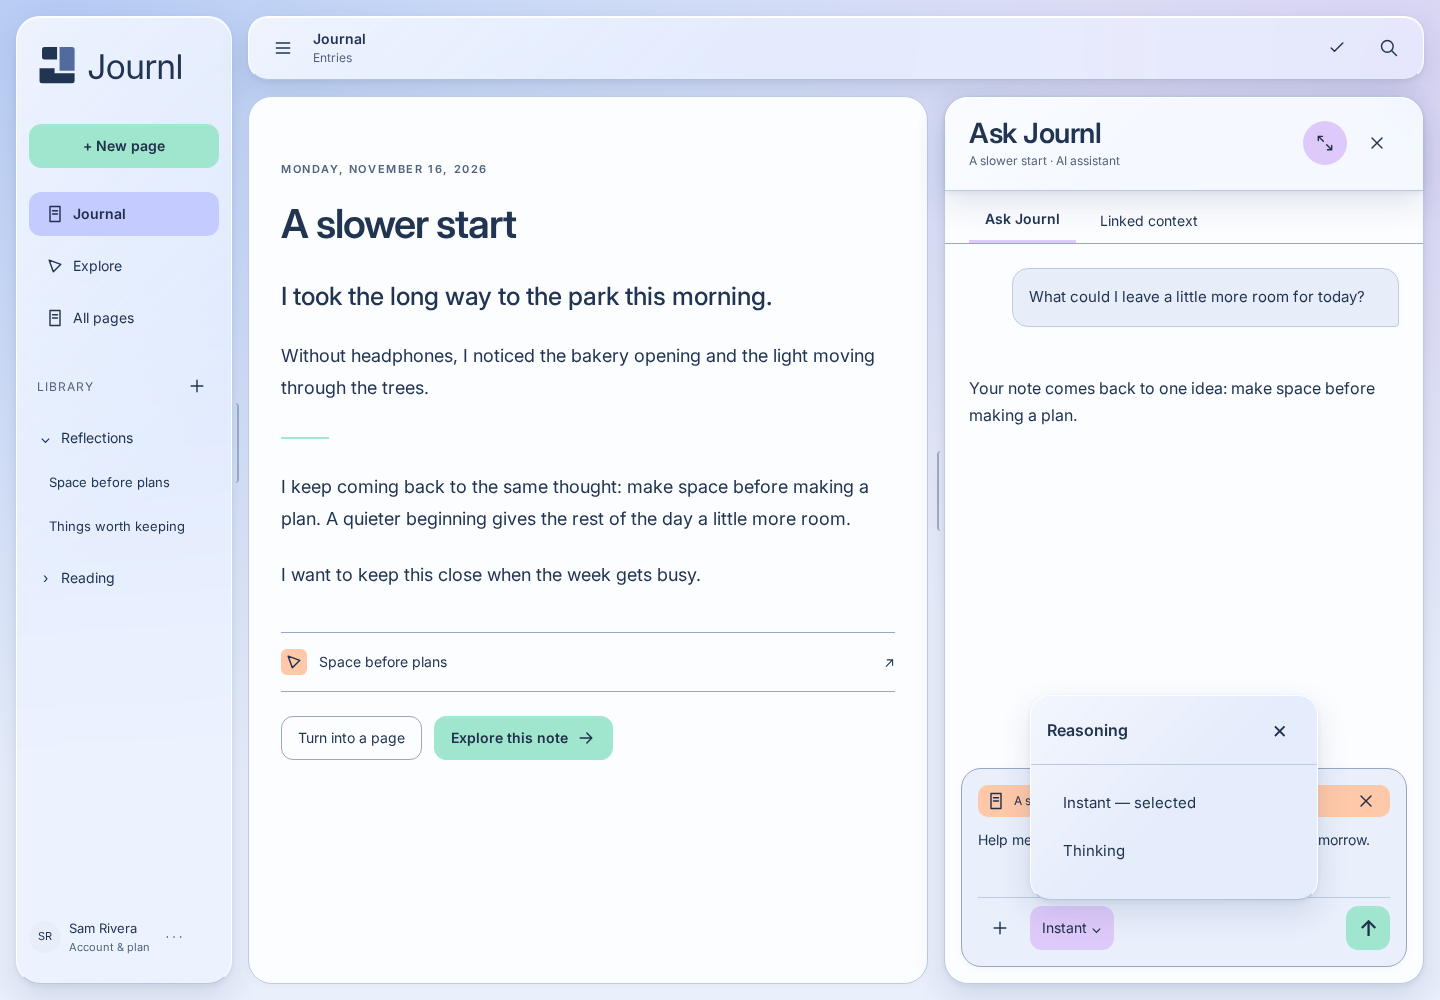 Journl
+ New page
Journal
Explore
All pages
LIBRARY
Reflections
Space before plans
Things worth keeping
Reading
SR
Sam Rivera
Account & plan
Journal
Entries
MONDAY, NOVEMBER 16, 2026
A slower start
I took the long way to the park this morning.
Without headphones, I noticed the bakery opening and the light moving
through the trees.
I keep coming back to the same thought: make space before making a
plan. A quieter beginning gives the rest of the day a little more room.
I want to keep this close when the week gets busy.
Space before plans
Turn into a page
Explore this note
Ask Journl
A slower start · AI assistant
Ask Journl
Linked context
What could I leave a little more room for today?
Your note comes back to one idea: make space before
making a plan.
Reasoning
Instant — selected
Thinking
A
Help me
Instant